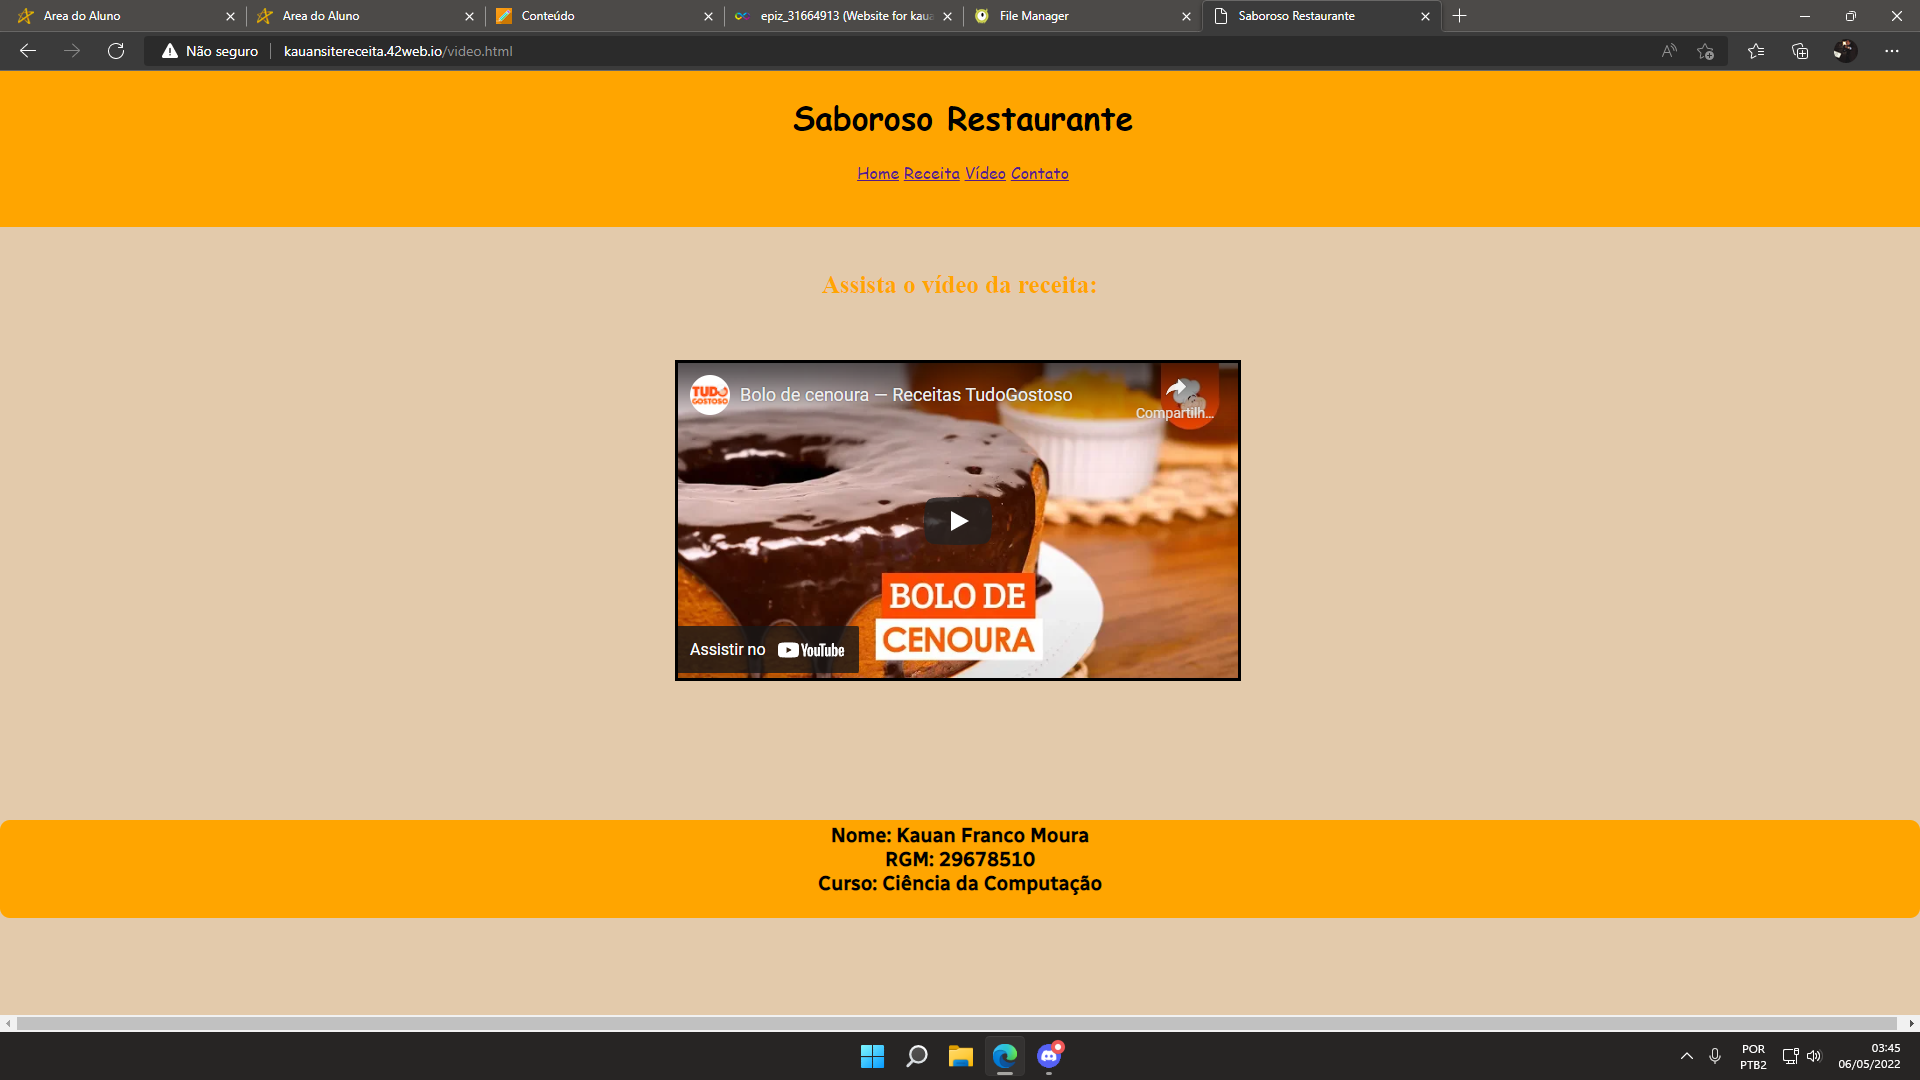 Area do Aluno
Area do Aluno
Conteúdo
epiz_31664913 (Website for kaua
File Manager
Saboroso Restaurante
Não seguro
kauansitereceita.42web.io/video.html
Saboroso Restaurante
Home Receita Vídeo Contato
Assista o vídeo da receita:
TUDO GOSTOSO
Bolo de cenoura — Receitas TudoGostoso
Compartilh...
BOLO DE
CENOURA
Assistir no YouTube
Nome: Kauan Franco Moura
RGM: 29678510
Curso: Ciência da Computação
POR
PTB2
03:45
06/05/2022